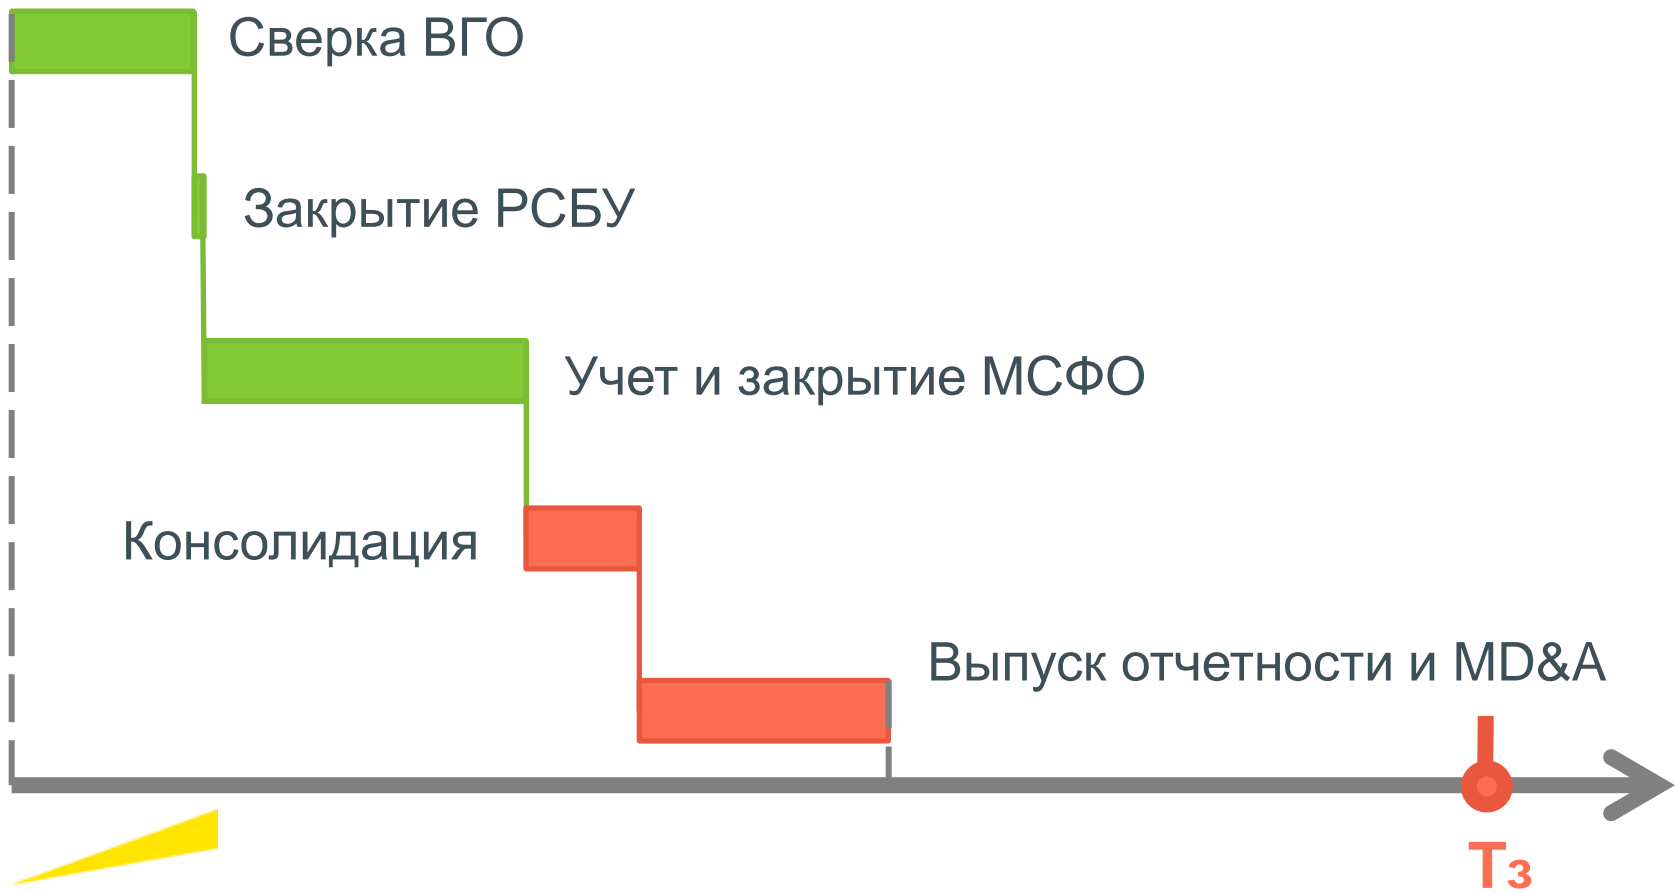 Сверка ВГО
Закрытие РСБУ
Учет и закрытие МСФО
Консолидация
Выпуск отчетности и MD&A
Тз